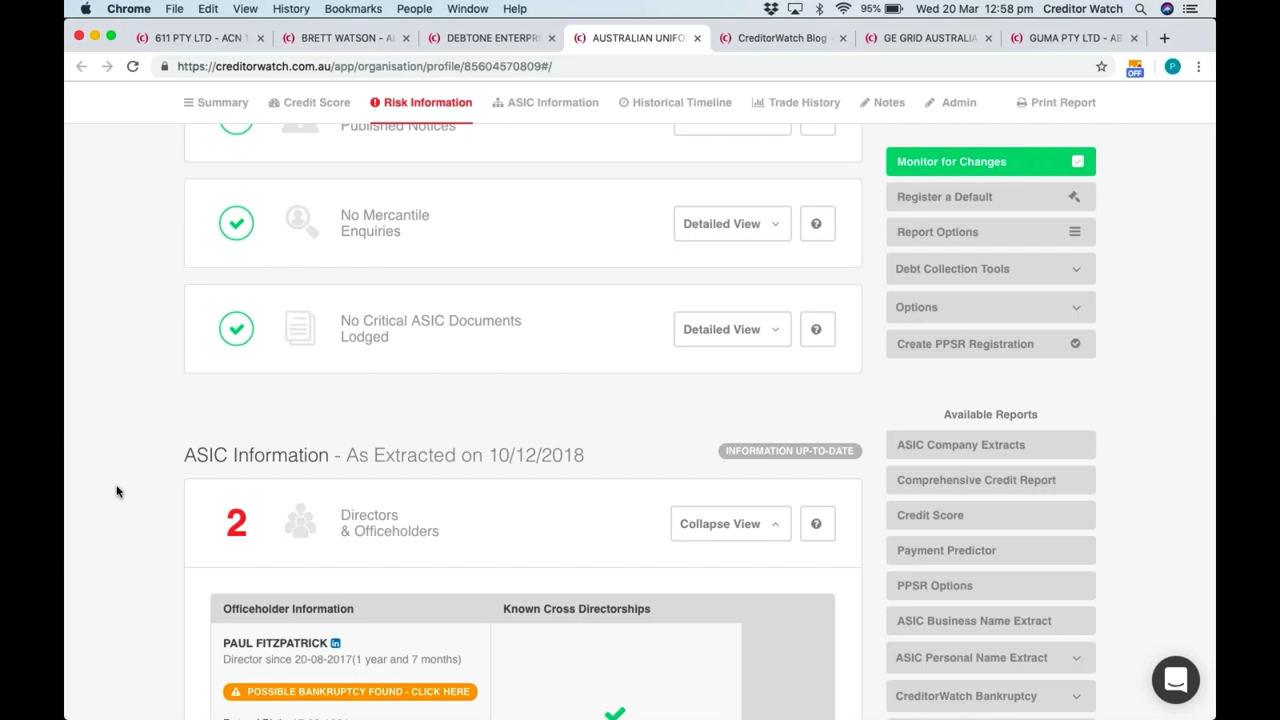 Chrome File Edit View History Bookmarks People Window Help 95% Wed 20 Mar 12:58 pm Creditor Watch
611 PTY LTD - ACN 1 BRETT WATSON - A DEBTONE ENTERPRI AUSTRALIAN UNIFO CreditorWatch Blog - GE GRID AUSTRALIA GUMA PTY LTD - AB
https://creditorwatch.com.au/app/organisation/profile/85604570809#/ OFF P
Summary Credit Score Risk Information ASIC Information Historical Timeline Trade History Notes Admin Print Report
Published Notices
No Mercantile
Enquiries
Detailed View ?
No Critical ASIC Documents
Lodged
Detailed View ?
ASIC Information - As Extracted on 10/12/2018
INFORMATION UP-TO-DATE
2 Directors
& Officeholders
Collapse View ?
Officeholder Information Known Cross Directorships
PAUL FITZPATRICK in
Director since 20-08-2017(1 year and 7 months)
POSSIBLE BANKRUPTCY FOUND - CLICK HERE
Monitor for Changes
Register a Default
Report Options
Debt Collection Tools
Options
Create PPSR Registration
Available Reports
ASIC Company Extracts
Comprehensive Credit Report
Credit Score
Payment Predictor
PPSR Options
ASIC Business Name Extract
ASIC Personal Name Extract
CreditorWatch Bankruptcy